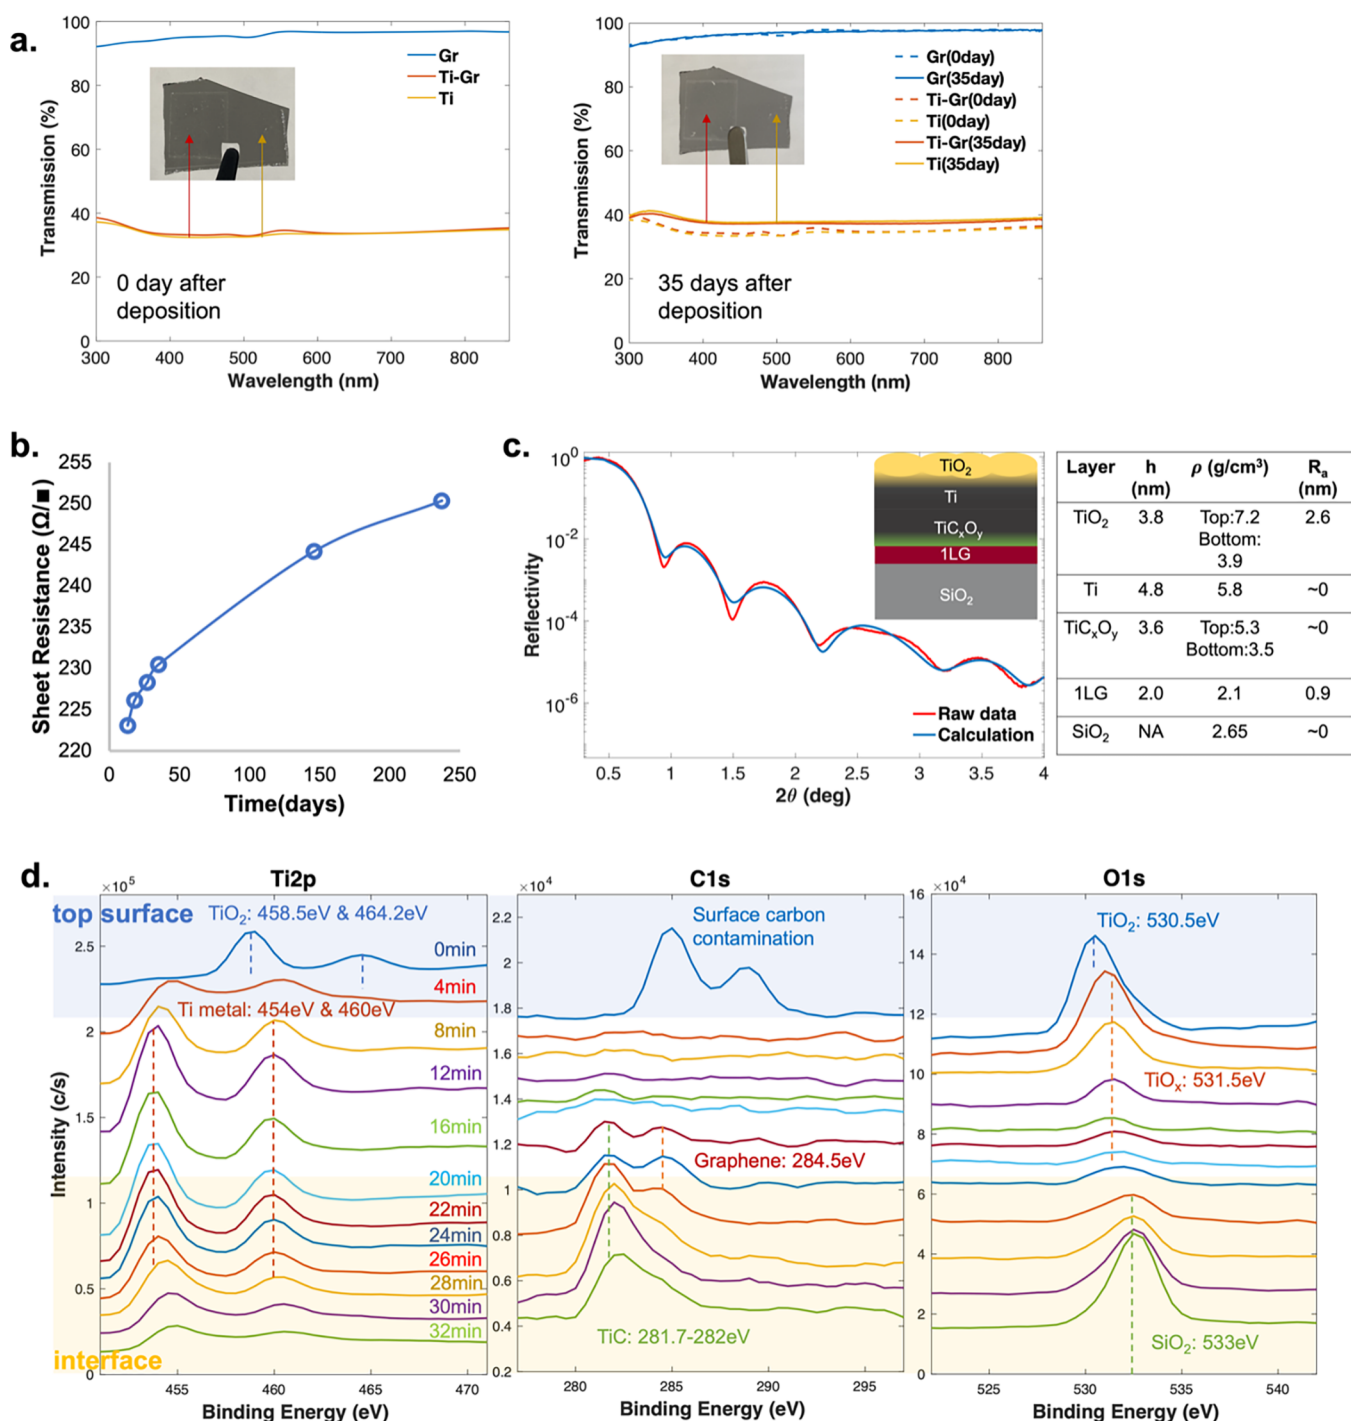 a.
100
80
60
40
20
0
Transmission (%)
Gr
Ti-Gr
Ti
0 day after
deposition
300 400 500 600 700 800
Wavelength (nm)
100
80
60
40
20
0
Transmission (%)
Gr(0day)
Gr(35day)
Ti-Gr(0day)
Ti(0day)
Ti-Gr(35day)
Ti(35day)
35 days after
deposition
300 400 500 600 700 800
Wavelength (nm)
b.
255
250
245
240
235
230
225
220
Sheet Resistance (Ω/■)
0 50 100 150 200 250
Time(days)
c.
10⁰
10⁻²
10⁻⁴
10⁻⁶
Reflectivity
TiO₂
Ti
TiCₓOᵧ
1LG
SiO₂
Raw data
Calculation
0.5 1 1.5 2 2.5 3 3.5 4
2θ (deg)
Layer h (nm) ρ (g/cm³) Rₐ (nm)
TiO₂ 3.8 Top:7.2 Bottom: 3.9 2.6
Ti 4.8 5.8 ~0
TiCₓOᵧ 3.6 Top:5.3 Bottom:3.5 ~0
1LG 2.0 2.1 0.9
SiO₂ NA 2.65 ~0
d.
Ti2p
×10⁵
top surface
TiO₂: 458.5eV & 464.2eV
0min
4min
Ti metal: 454eV & 460eV
8min
12min
16min
20min
22min
24min
26min
28min
30min
32min
interface
2.5
2
1.5
1
0.5
0
Intensity (c/s)
455 460 465 470
Binding Energy (eV)
C1s
×10⁴
Surface carbon
contamination
Graphene: 284.5eV
TiC: 281.7-282eV
2.2
2
1.8
1.6
1.4
1.2
1
0.8
0.6
0.4
0.2
280 285 290 295
Binding Energy (eV)
O1s
×10⁴
TiO₂: 530.5eV
TiOₓ: 531.5eV
SiO₂: 533eV
16
14
12
10
8
6
4
2
0
525 530 535 540
Binding Energy (eV)